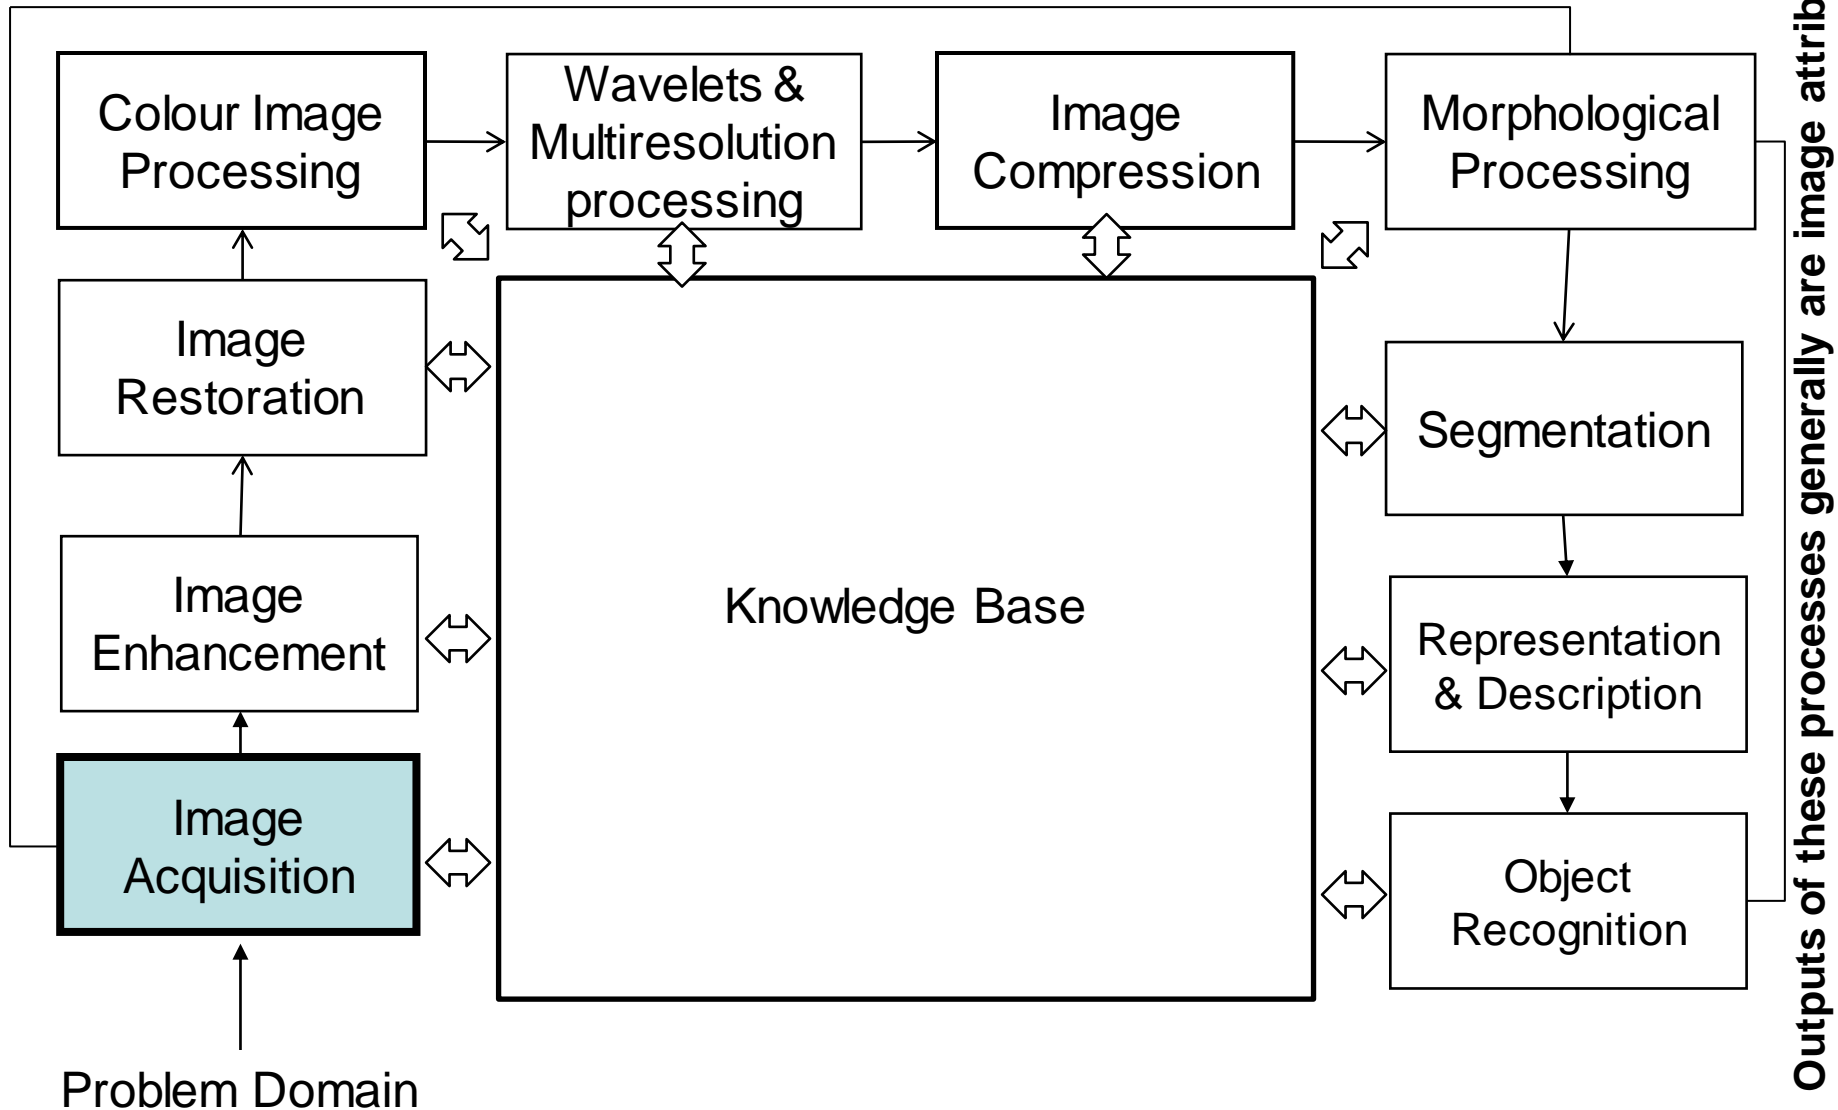 Colour Image
Processing
Wavelets &
Multiresolution
processing
Image
Compression
Morphological
Processing
Image
Restoration
Segmentation
Image
Enhancement
Knowledge Base
Representation
& Description
Image
Acquisition
Object
Recognition
Problem Domain
Outputs of these processes generally are image attrib